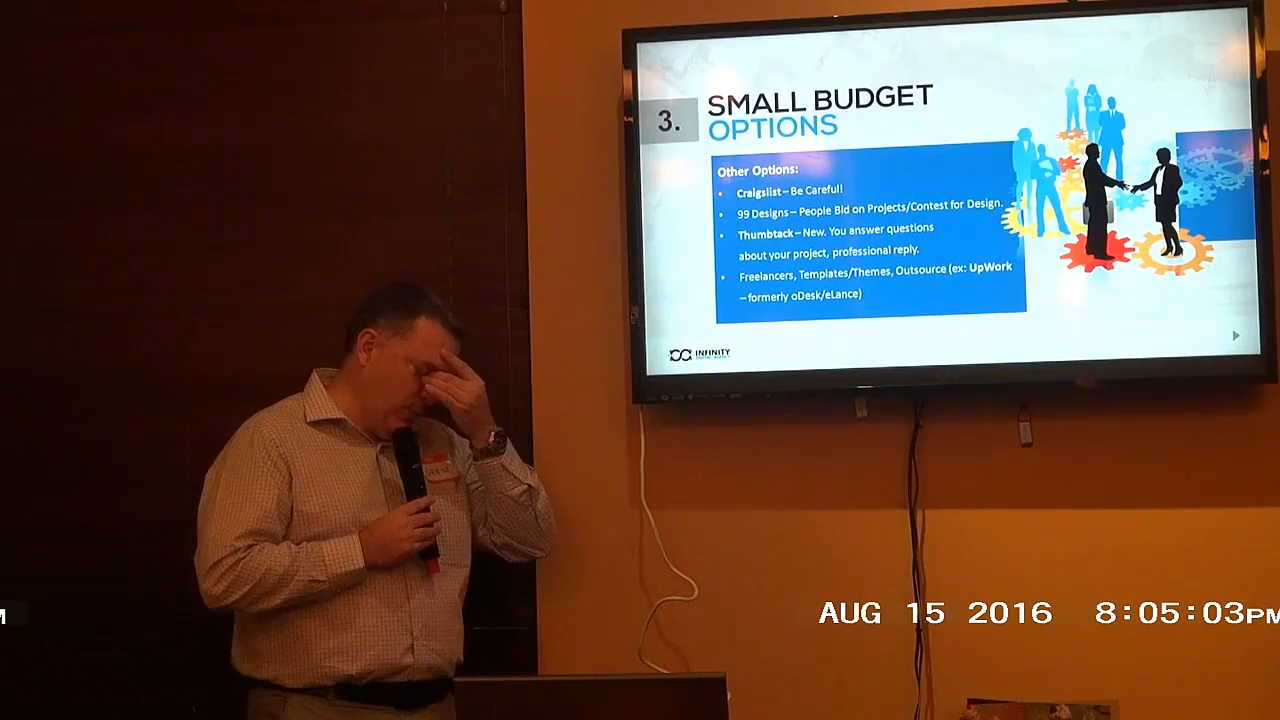 3.
SMALL BUDGET
OPTIONS
Other Options:
• Craigslist – Be Careful!
• 99 Designs – People Bid on Projects/Contest for Design.
• Thumbtack – New. You answer questions
about your project, professional reply.
• Freelancers, Templates/Themes, Outsource (ex: UpWork
– formerly oDesk/eLance)
INFINITY
AUG 15 2016 8:05:03PM
M